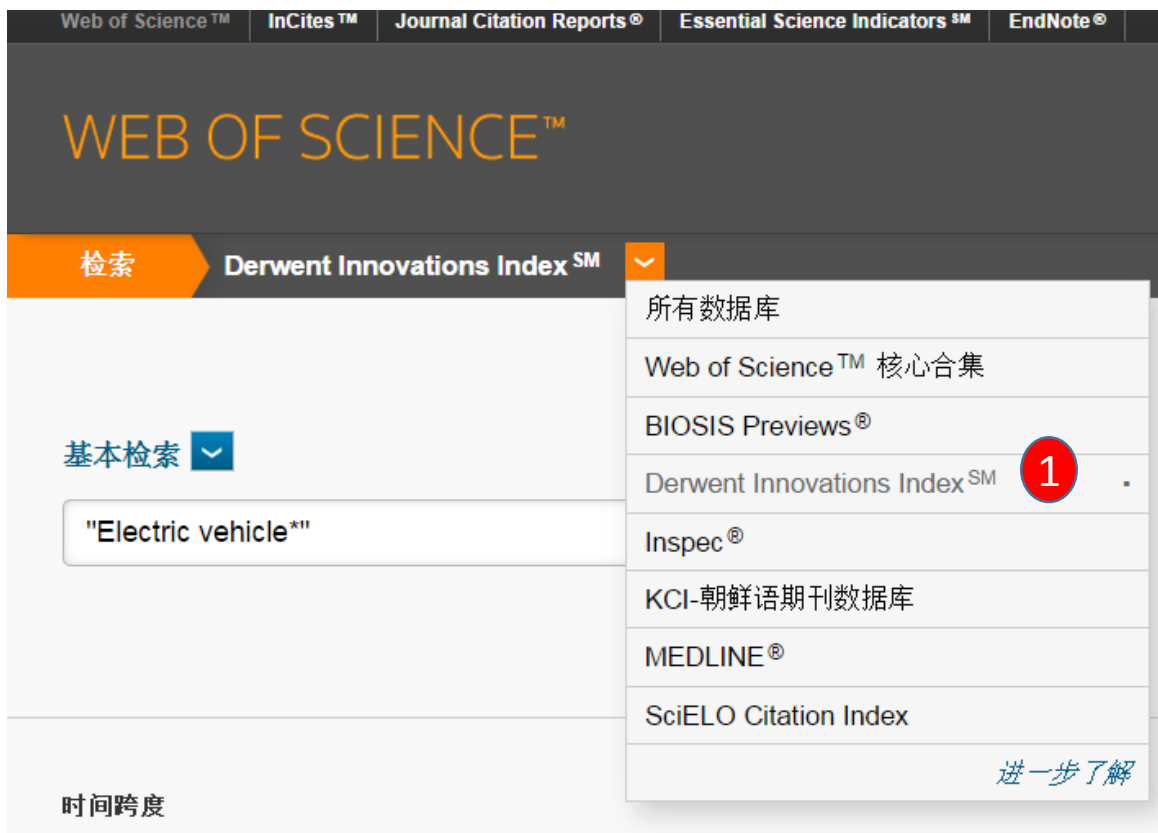 Web of Science™ InCites™ Journal Citation Reports® Essential Science Indicators℠ EndNote®
WEB OF SCIENCE™
检索 Derwent Innovations Index℠
所有数据库
Web of Science™ 核心合集
BIOSIS Previews®
Derwent Innovations Index℠ 1
Inspec®
KCI-朝鲜语期刊数据库
MEDLINE®
SciELO Citation Index
进一步了解
基本检索
"Electric vehicle*"
时间跨度